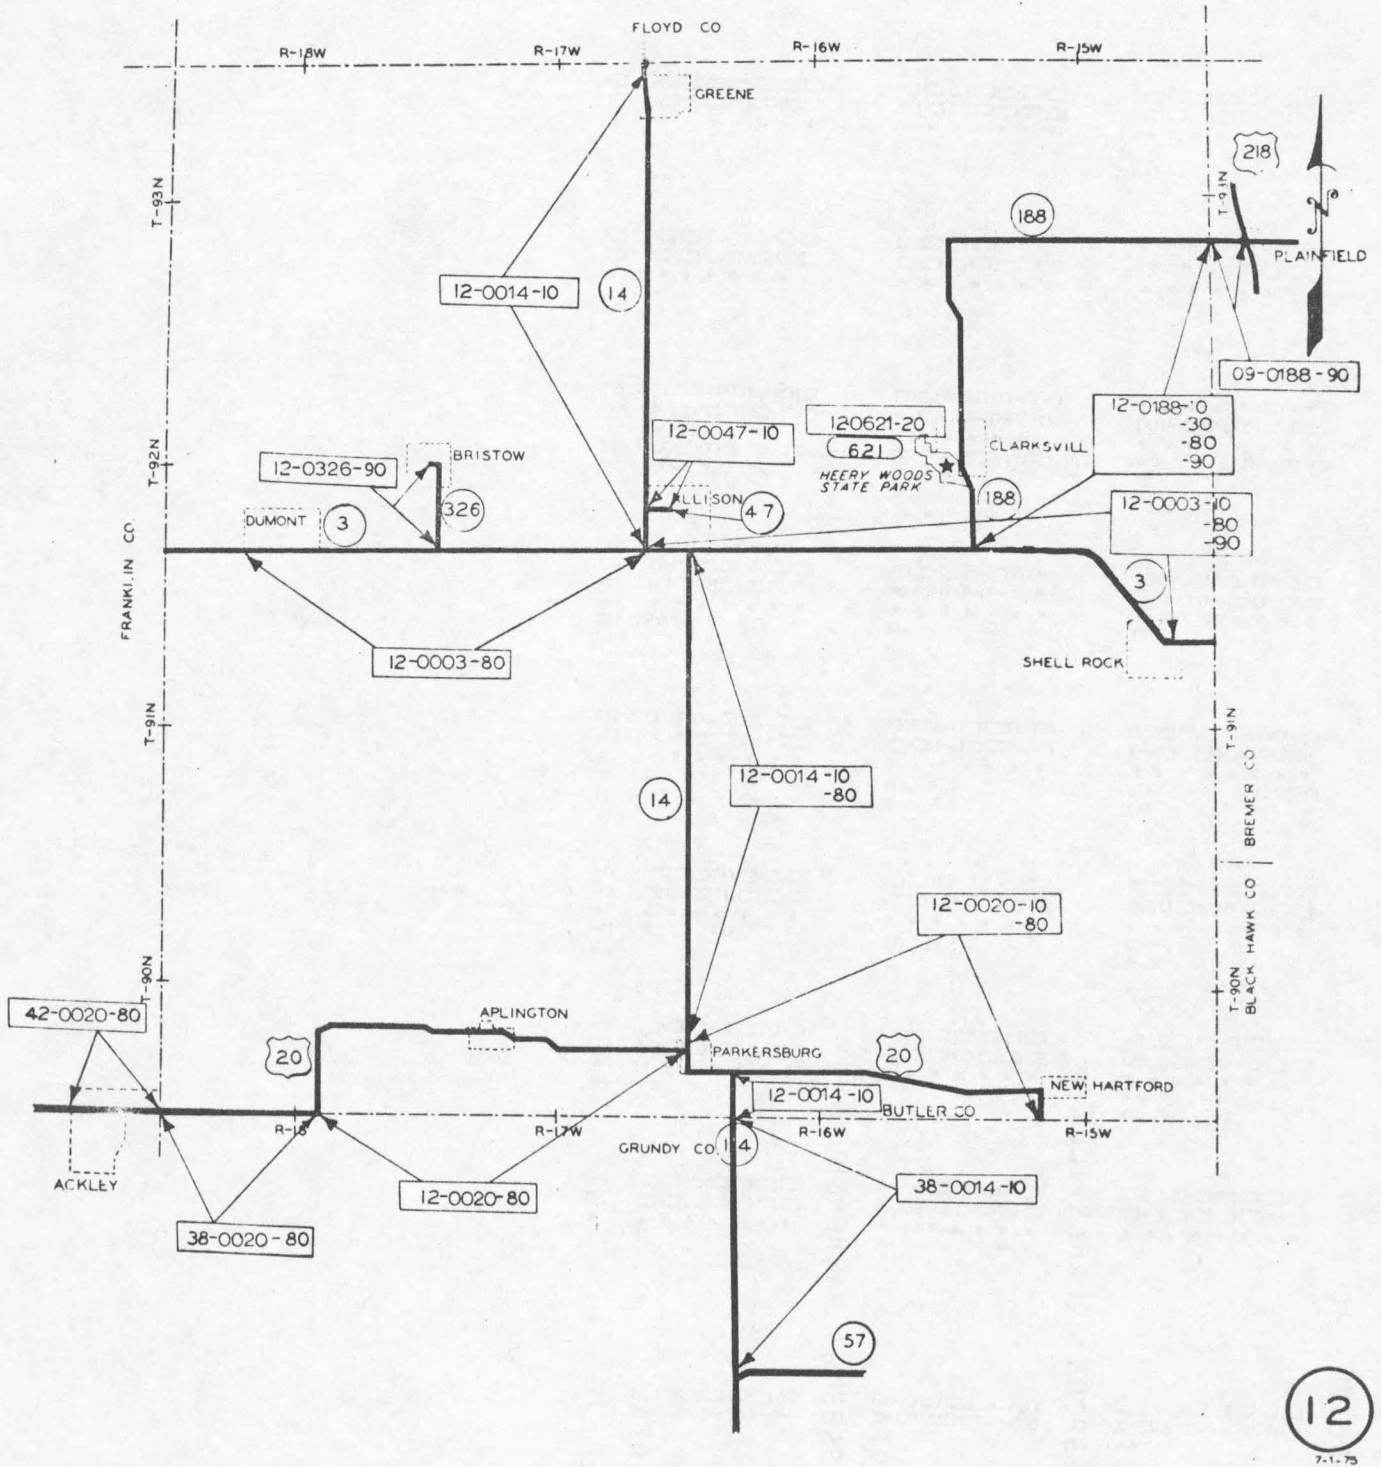 FLOYD CO
R-18W
R-17W
R-16W
R-15W
GREENE
218
T-93N
T-93N
188
PLAINFIELD
12-0014-10
14
09-0188-90
12-0188-10
-30
-80
-90
120621-20
621
HEERY WOODS
STATE PARK
CLARKSVILL
12-0047-10
T-92N
BRISTOW
12-0326-90
326
ALLISON
47
188
12-0003-10
-80
-90
DUMONT
3
FRANKLIN CO.
3
SHELL ROCK
12-0003-80
T-91N
T-91N
12-0014-10
-80
14
BREMER CO
BLACK HAWK CO
12-0020-10
-80
T-90N
T-90N
42-0020-80
APLINGTON
20
PARKERSBURG
20
NEW HARTFORD
12-0014-10
BUTLER CO
R-18
R-17W
R-16W
R-15W
GRUNDY CO.
14
ACKLEY
12-0020-80
38-0014-10
38-0020-80
57
12
7-1-75